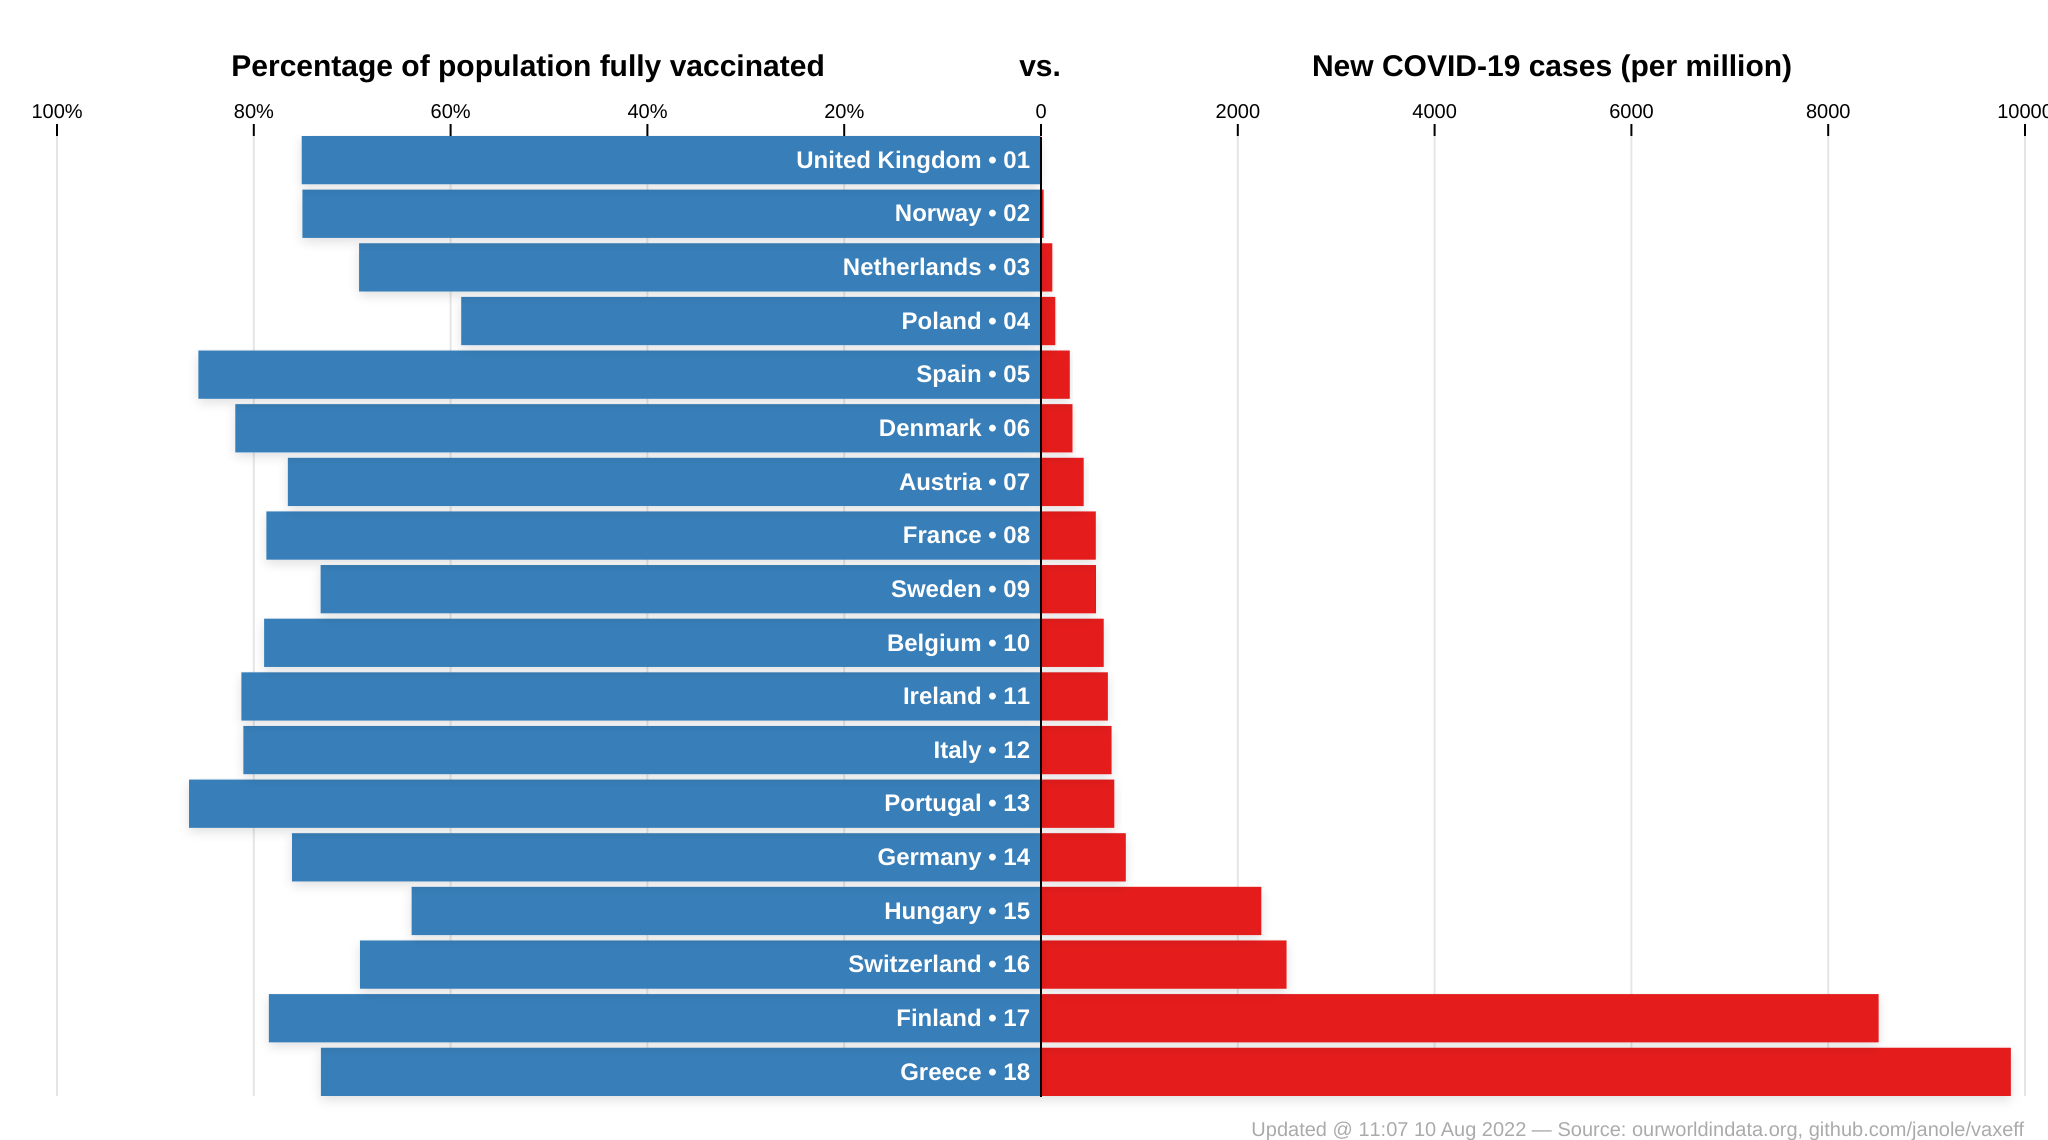 Percentage of population fully vaccinated vs. New COVID-19 cases (per million)
100% 80% 60% 40% 20% 0 2000 4000 6000 8000 10000
United Kingdom • 01
Norway • 02
Netherlands • 03
Poland • 04
Spain • 05
Denmark • 06
Austria • 07
France • 08
Sweden • 09
Belgium • 10
Ireland • 11
Italy • 12
Portugal • 13
Germany • 14
Hungary • 15
Switzerland • 16
Finland • 17
Greece • 18
Updated @ 11:07 10 Aug 2022 — Source: ourworldindata.org, github.com/janole/vaxeff